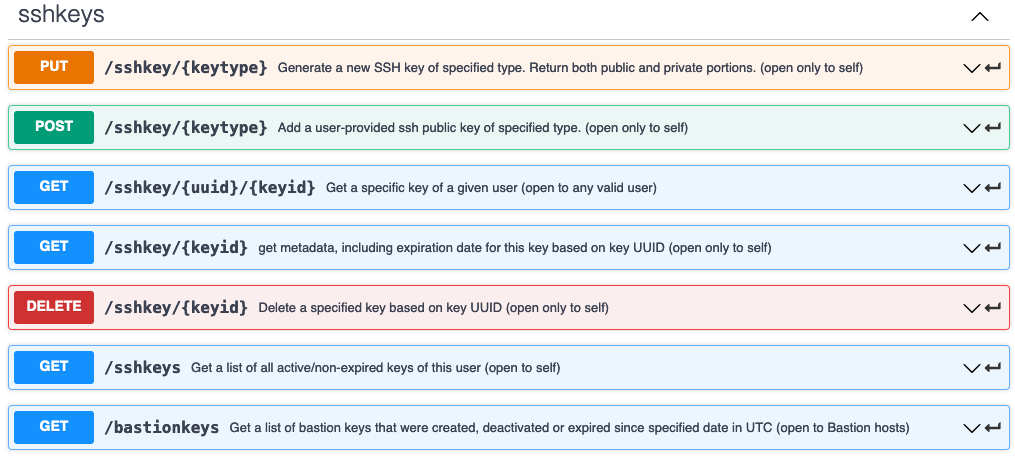 sshkeys
PUT /sshkey/{keytype} Generate a new SSH key of specified type. Return both public and private portions. (open only to self)
POST /sshkey/{keytype} Add a user-provided ssh public key of specified type. (open only to self)
GET /sshkey/{uuid}/{keyid} Get a specific key of a given user (open to any valid user)
GET /sshkey/{keyid} get metadata, including expiration date for this key based on key UUID (open only to self)
DELETE /sshkey/{keyid} Delete a specified key based on key UUID (open only to self)
GET /sshkeys Get a list of all active/non-expired keys of this user (open to self)
GET /bastionkeys Get a list of bastion keys that were created, deactivated or expired since specified date in UTC (open to Bastion hosts)